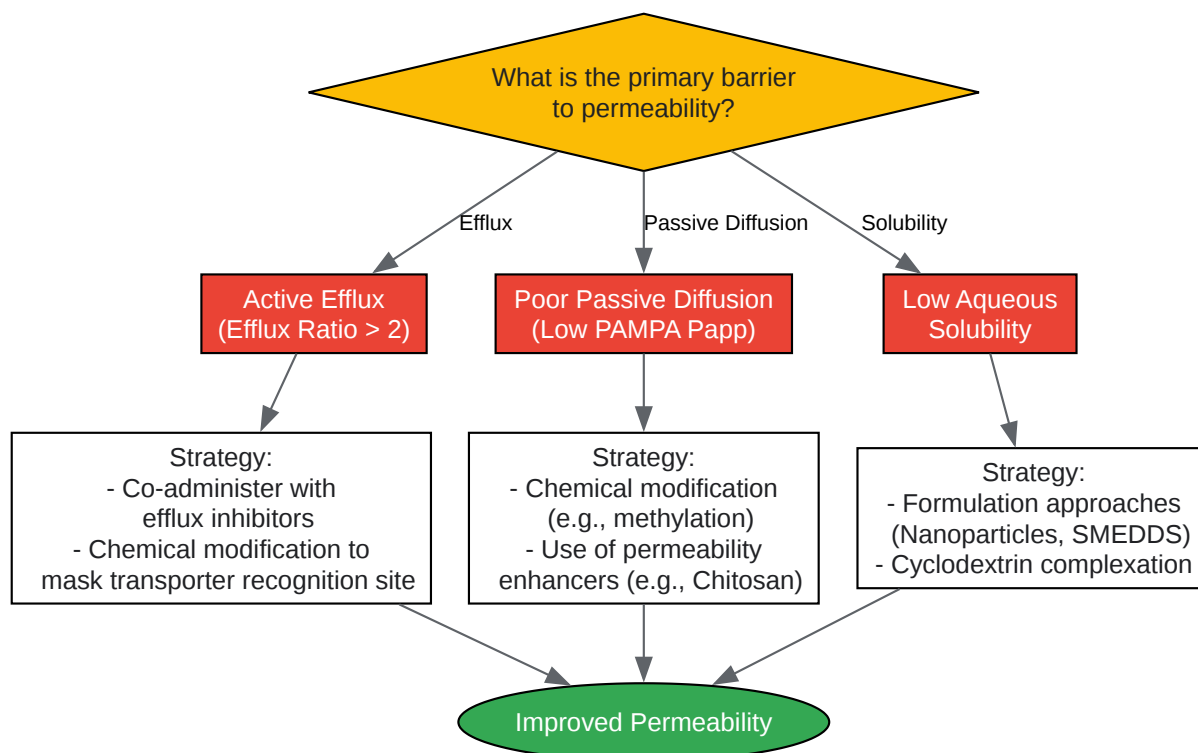 What is the primary barrier
to permeability?
Efflux
Passive Diffusion
Solubility
Active Efflux
(Efflux Ratio > 2)
Poor Passive Diffusion
(Low PAMPA Papp)
Low Aqueous
Solubility
Strategy:
- Co-administer with
efflux inhibitors
- Chemical modification to
mask transporter recognition site
Strategy:
- Chemical modification
(e.g., methylation)
- Use of permeability
enhancers (e.g., Chitosan)
Strategy:
- Formulation approaches
(Nanoparticles, SMEDDS)
- Cyclodextrin complexation
Improved Permeability